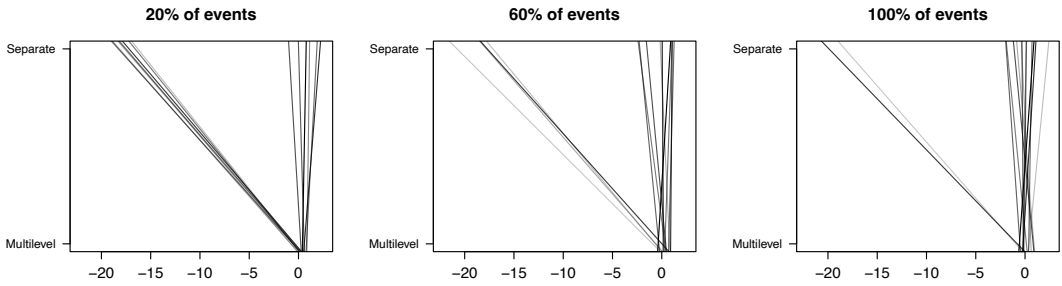 20% of events 60% of events 100% of events
Separate Separate Separate
Multilevel Multilevel Multilevel
−20 −15 −10 −5 0 −20 −15 −10 −5 0 −20 −15 −10 −5 0